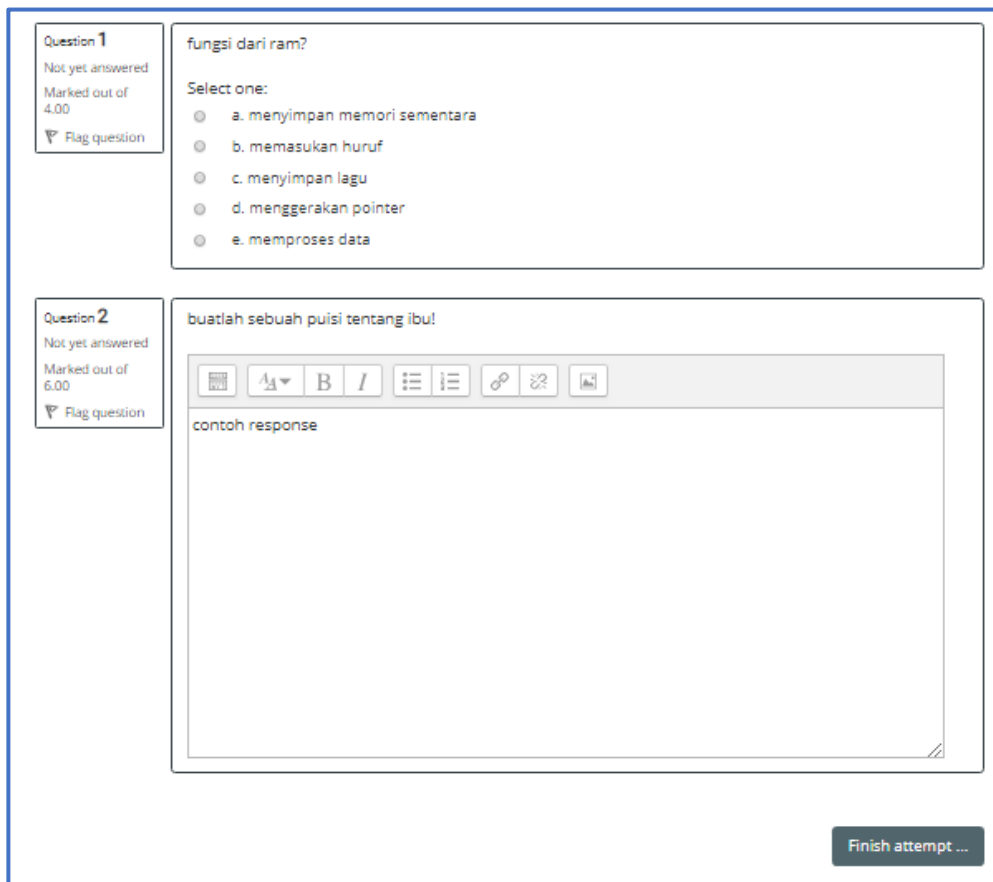 Question 1
Not yet answered
Marked out of
4.00
Flag question
fungsi dari ram?
Select one:
a. menyimpan memori sementara
b. memasukan huruf
c. menyimpan lagu
d. menggerakan pointer
e. memproses data
Question 2
Not yet answered
Marked out of
6.00
Flag question
buatlah sebuah puisi tentang ibu!
contoh response
Finish attempt ...